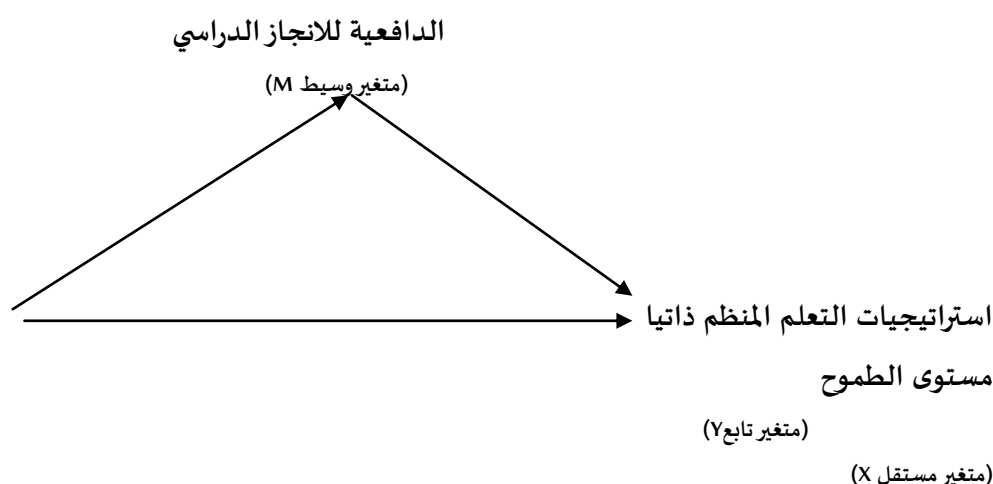 الدافعية للانجاز الدراسي
(متغير وسيط M)
استراتيجيات التعلم المنظم ذاتيا
مستوى الطموح
(متغير تابعY)
(متغير مستقل X)